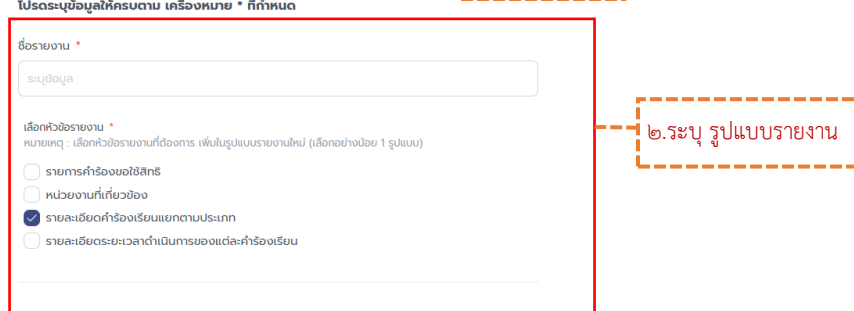 โปรดระบุข้อมูลให้ครบตาม เครื่องหมาย * ที่กำหนด
ชื่อรายงาน *
ระบุข้อมูล
๒.ระบุ รูปแบบรายงาน
เลือกหัวข้อรายงาน *
หมายเหตุ : เลือกหัวข้อรายงานที่ต้องการ เพิ่มในรูปแบบรายงานใหม่ (เลือกอย่างน้อย 1 รูปแบบ)
รายการคำร้องขอใช้สิทธิ
หน่วยงานที่เกี่ยวข้อง
รายละเอียดคำร้องเรียนแยกตามประเภท
รายละเอียดระยะเวลาดำเนินการของแต่ละคำร้องเรียน